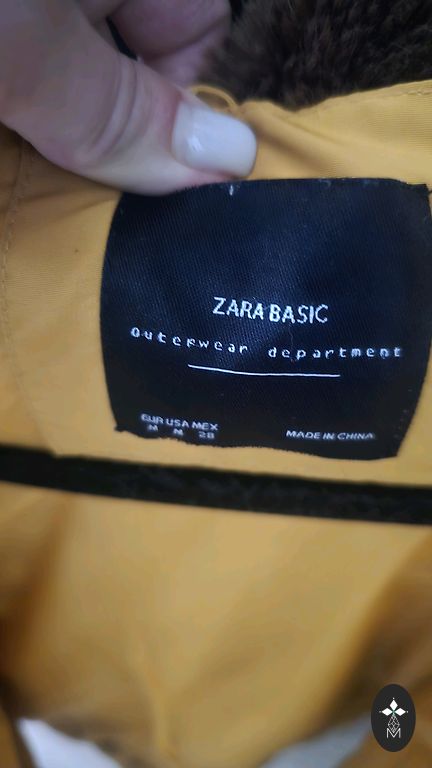 ZARA BASIC
outerwear department
EUR USA MEX
M M 28
MADE IN CHINA
M